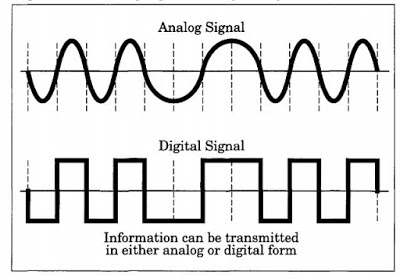 Analog Signal
Digital Signal
Information can be transmitted
in either analog or digital form